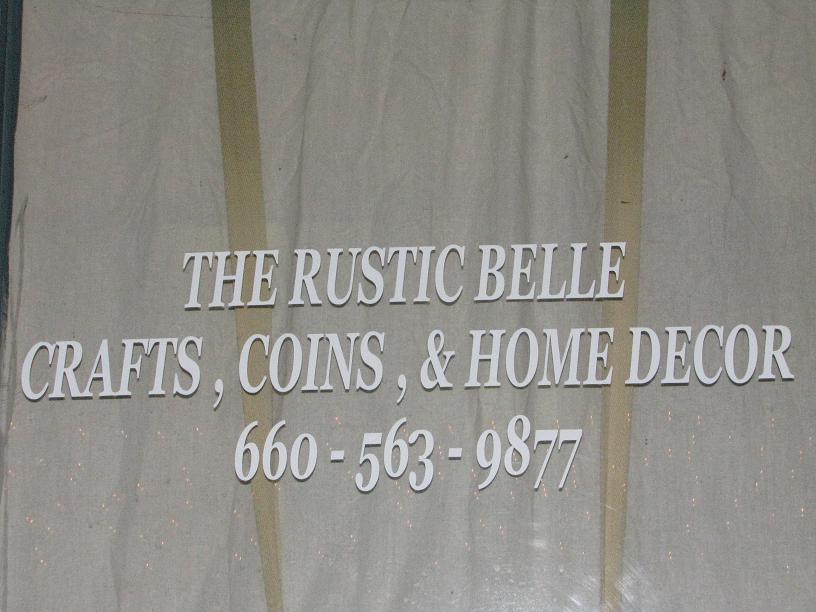 THE RUSTIC BELLE
CRAFTS , COINS , & HOME DECOR
660 - 563 - 9877